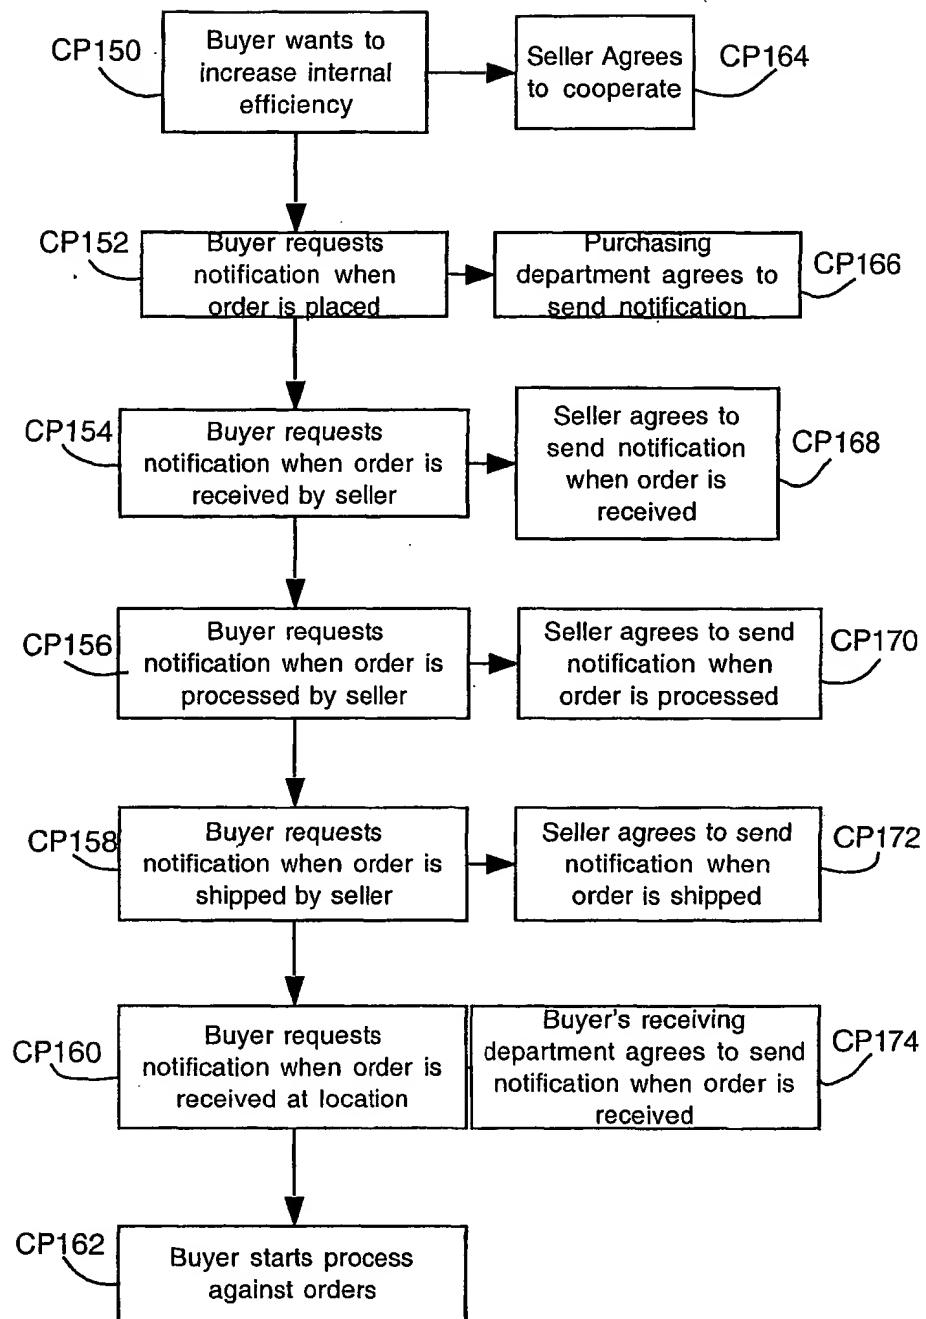 CP150
Buyer wants to
increase internal
efficiency
Seller Agrees
to cooperate
CP164
CP152
Buyer requests
notification when
order is placed
Purchasing
department agrees to
send notification
CP166
CP154
Buyer requests
notification when order is
received by seller
Seller agrees to
send notification
when order is
received
CP168
CP156
Buyer requests
notification when order is
processed by seller
Seller agrees to send
notification when
order is processed
CP170
CP158
Buyer requests
notification when order is
shipped by seller
Seller agrees to send
notification when
order is shipped
CP172
CP160
Buyer requests
notification when order is
received at location
Buyer's receiving
department agrees to send
notification when order is
received
CP174
CP162
Buyer starts process
against orders